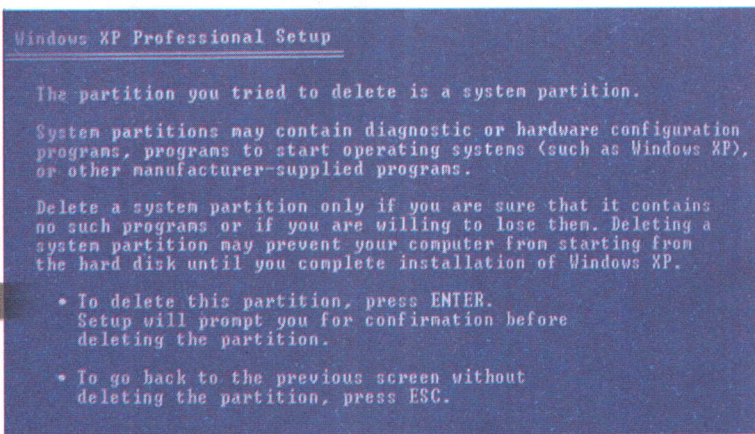 Windows XP Professional Setup
The partition you tried to delete is a system partition.
System partitions may contain diagnostic or hardware configuration
programs, programs to start operating systems (such as Windows XP),
or other manufacturer-supplied programs.
Delete a system partition only if you are sure that it contains
no such programs or if you are willing to lose them. Deleting a
system partition may prevent your computer from starting from
the hard disk until you complete installation of Windows XP.
• To delete this partition, press ENTER.
Setup will prompt you for confirmation before
deleting the partition.
• To go back to the previous screen without
deleting the partition, press ESC.